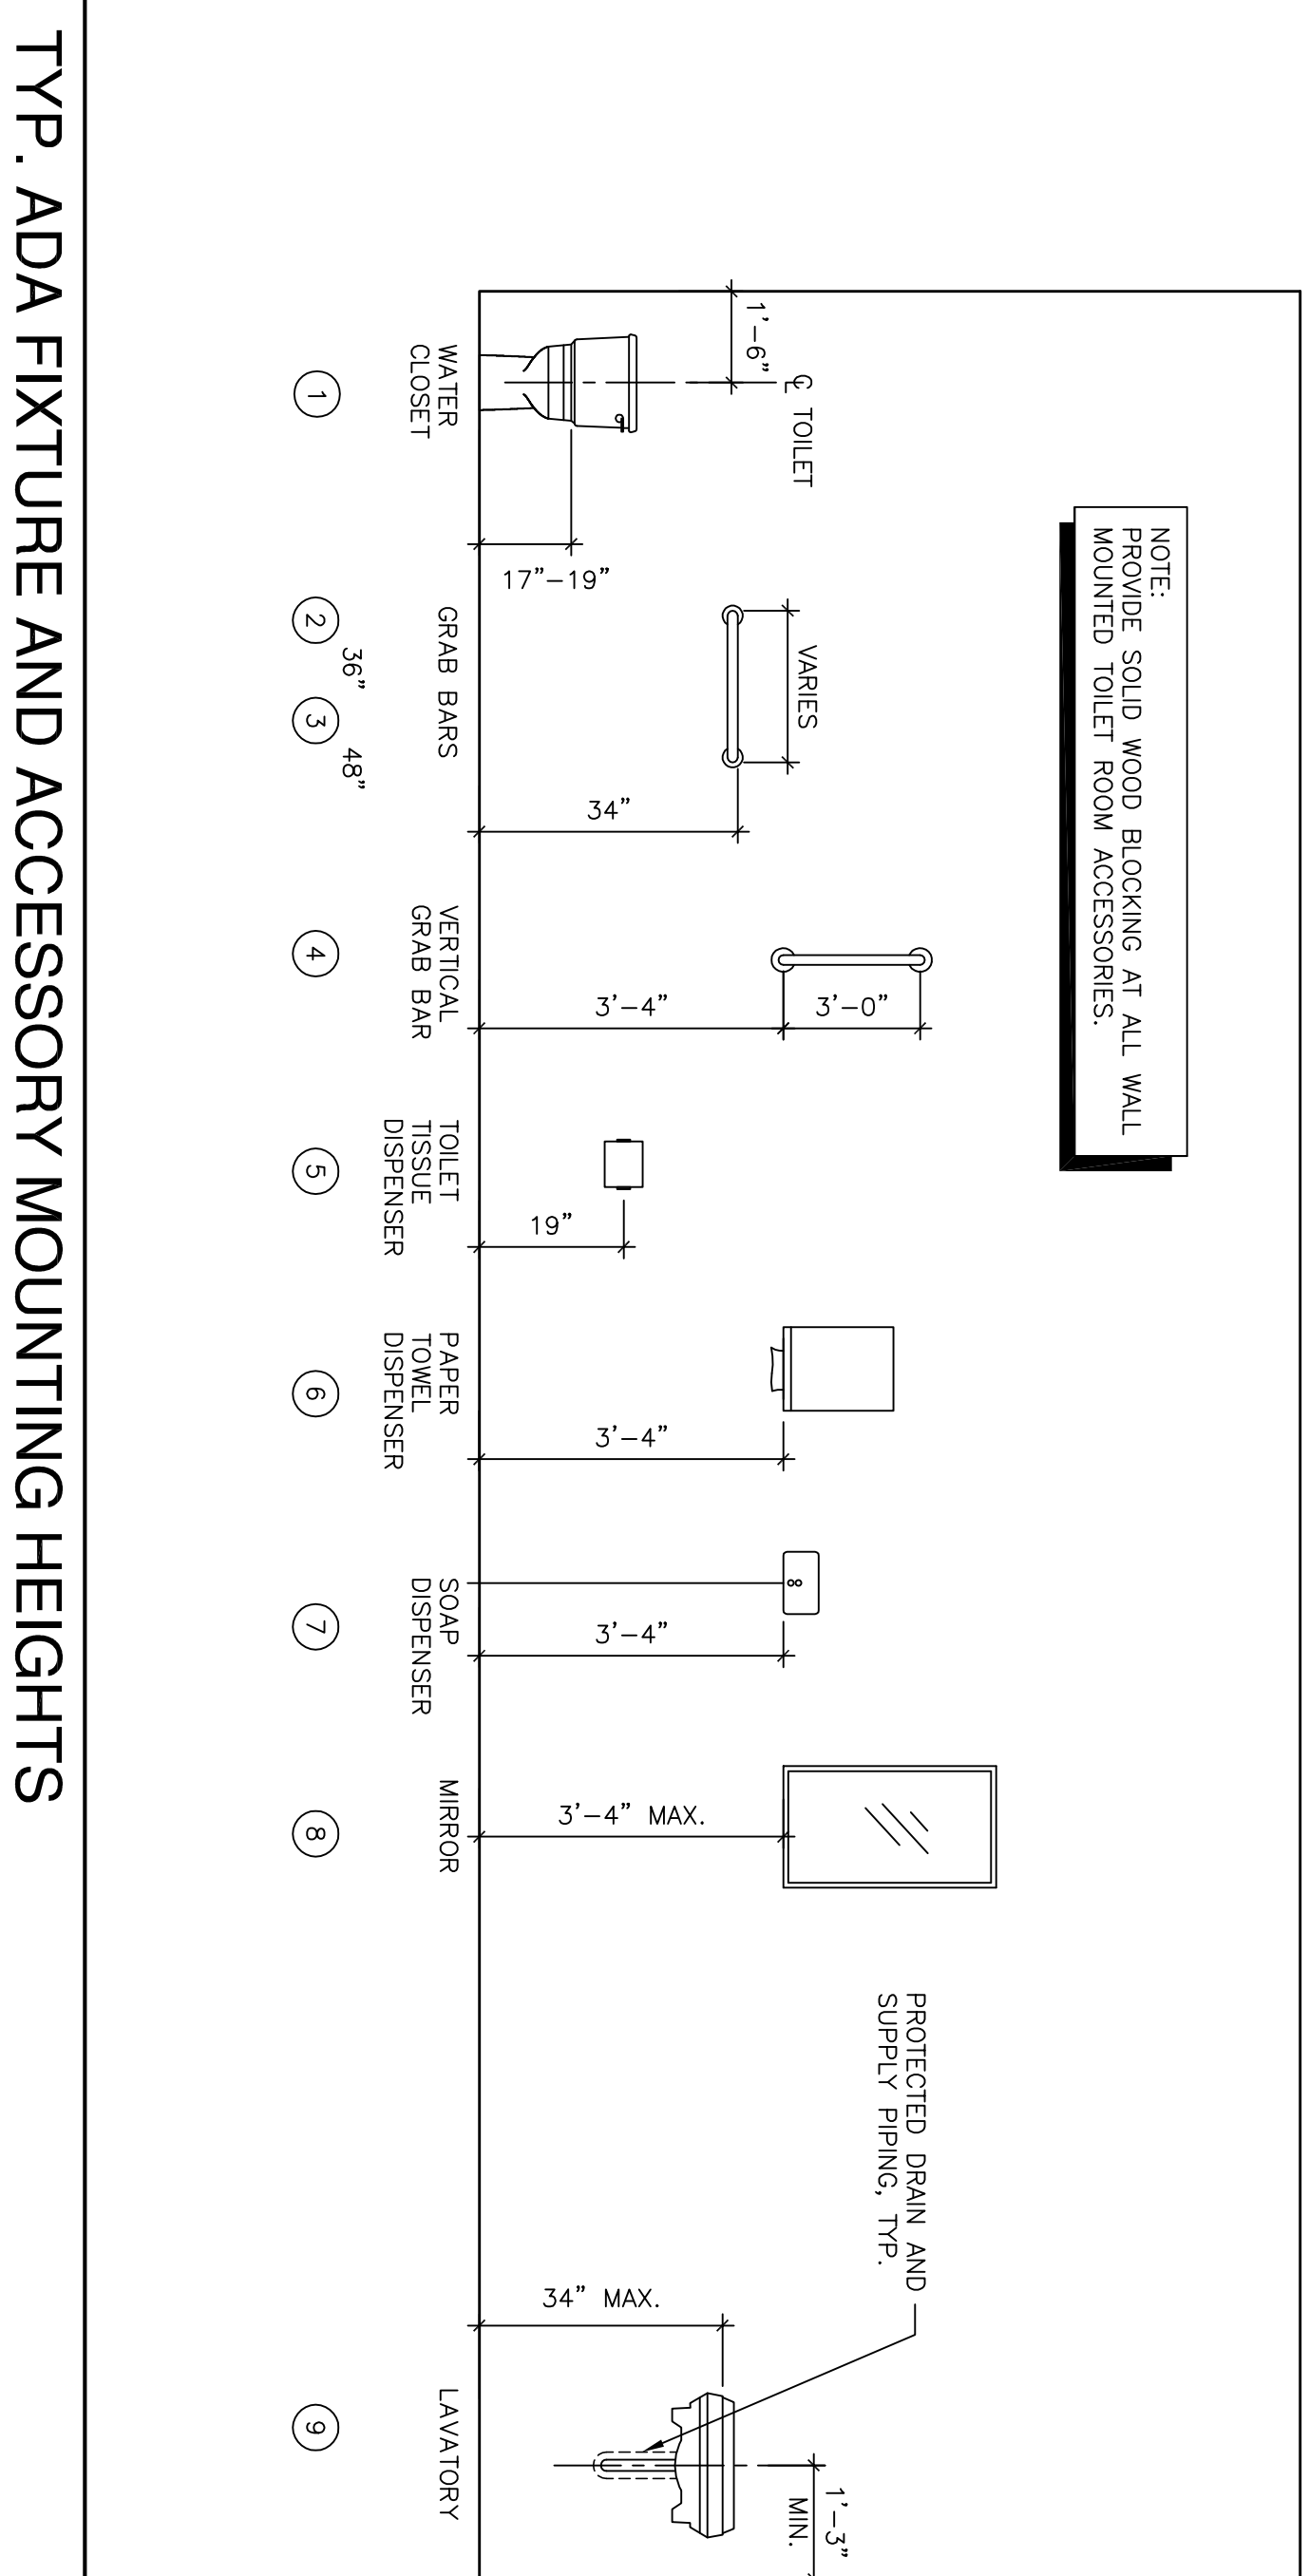 NOTE:
PROVIDE SOLID WOOD BLOCKING AT ALL WALL
MOUNTED TOILET ROOM ACCESSORIES.
1'-6"
℄ TOILET
17"-19"
WATER
CLOSET
1
VARIES
34"
GRAB BARS
2 36"
3 48"
3'-0"
3'-4"
VERTICAL
GRAB BAR
4
19"
TOILET
TISSUE
DISPENSER
5
3'-4"
PAPER
TOWEL
DISPENSER
6
3'-4"
SOAP
DISPENSER
7
3'-4" MAX.
MIRROR
8
PROTECTED DRAIN AND
SUPPLY PIPING, TYP.
34" MAX.
1'-3"
MIN.
LAVATORY
9
TYP. ADA FIXTURE AND ACCESSORY MOUNTING HEIGHTS